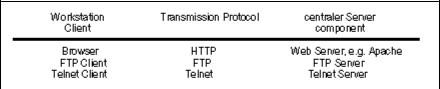 Workstation Client Transmission Protocol centraler Server component
Browser HTTP Web Server, e.g. Apache
FTP Client FTP FTP Server
Telnet Client Telnet Telnet Server